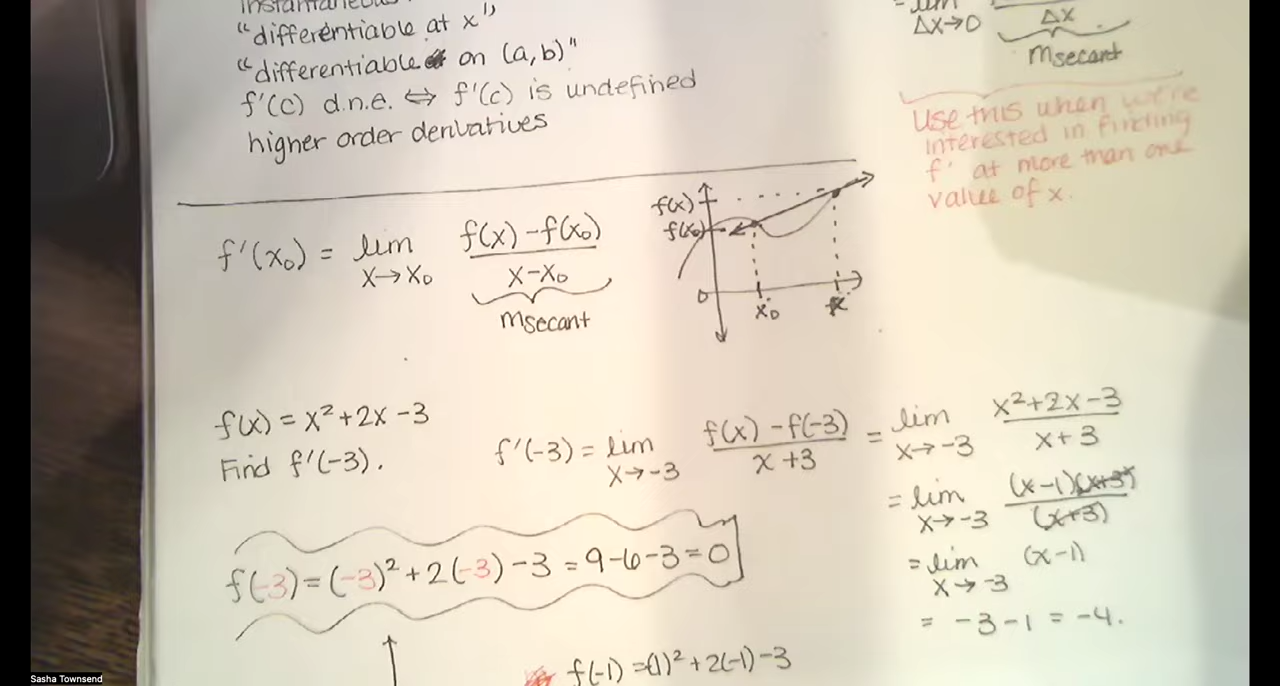 instantaneous
"differentiable at x"
"differentiable on (a, b)"
f'(c) d.n.e. ⇔ f'(c) is undefined
higher order derivatives
= lim
Δx→0
Δx
msecant
Use this when we're
interested in finding
f' at more than one
value of x.
f'(x₀) = lim x→x₀ (f(x) - f(x₀))/(x - x₀)
msecant
f(x)
f(x₀)
0
x₀
x
f(x) = x² + 2x - 3
Find f'(-3).
f'(-3) = lim x→-3 (f(x) - f(-3))/(x + 3) = lim x→-3 (x² + 2x - 3)/(x + 3)
= lim x→-3 ((x - 1)(x + 3))/((x + 3))
= lim x→-3 (x - 1)
= -3 - 1 = -4.
f(-3) = (-3)² + 2(-3) - 3 = 9 - 6 - 3 = 0
f(-1) = (1)² + 2(-1) - 3
Sasha Townsend